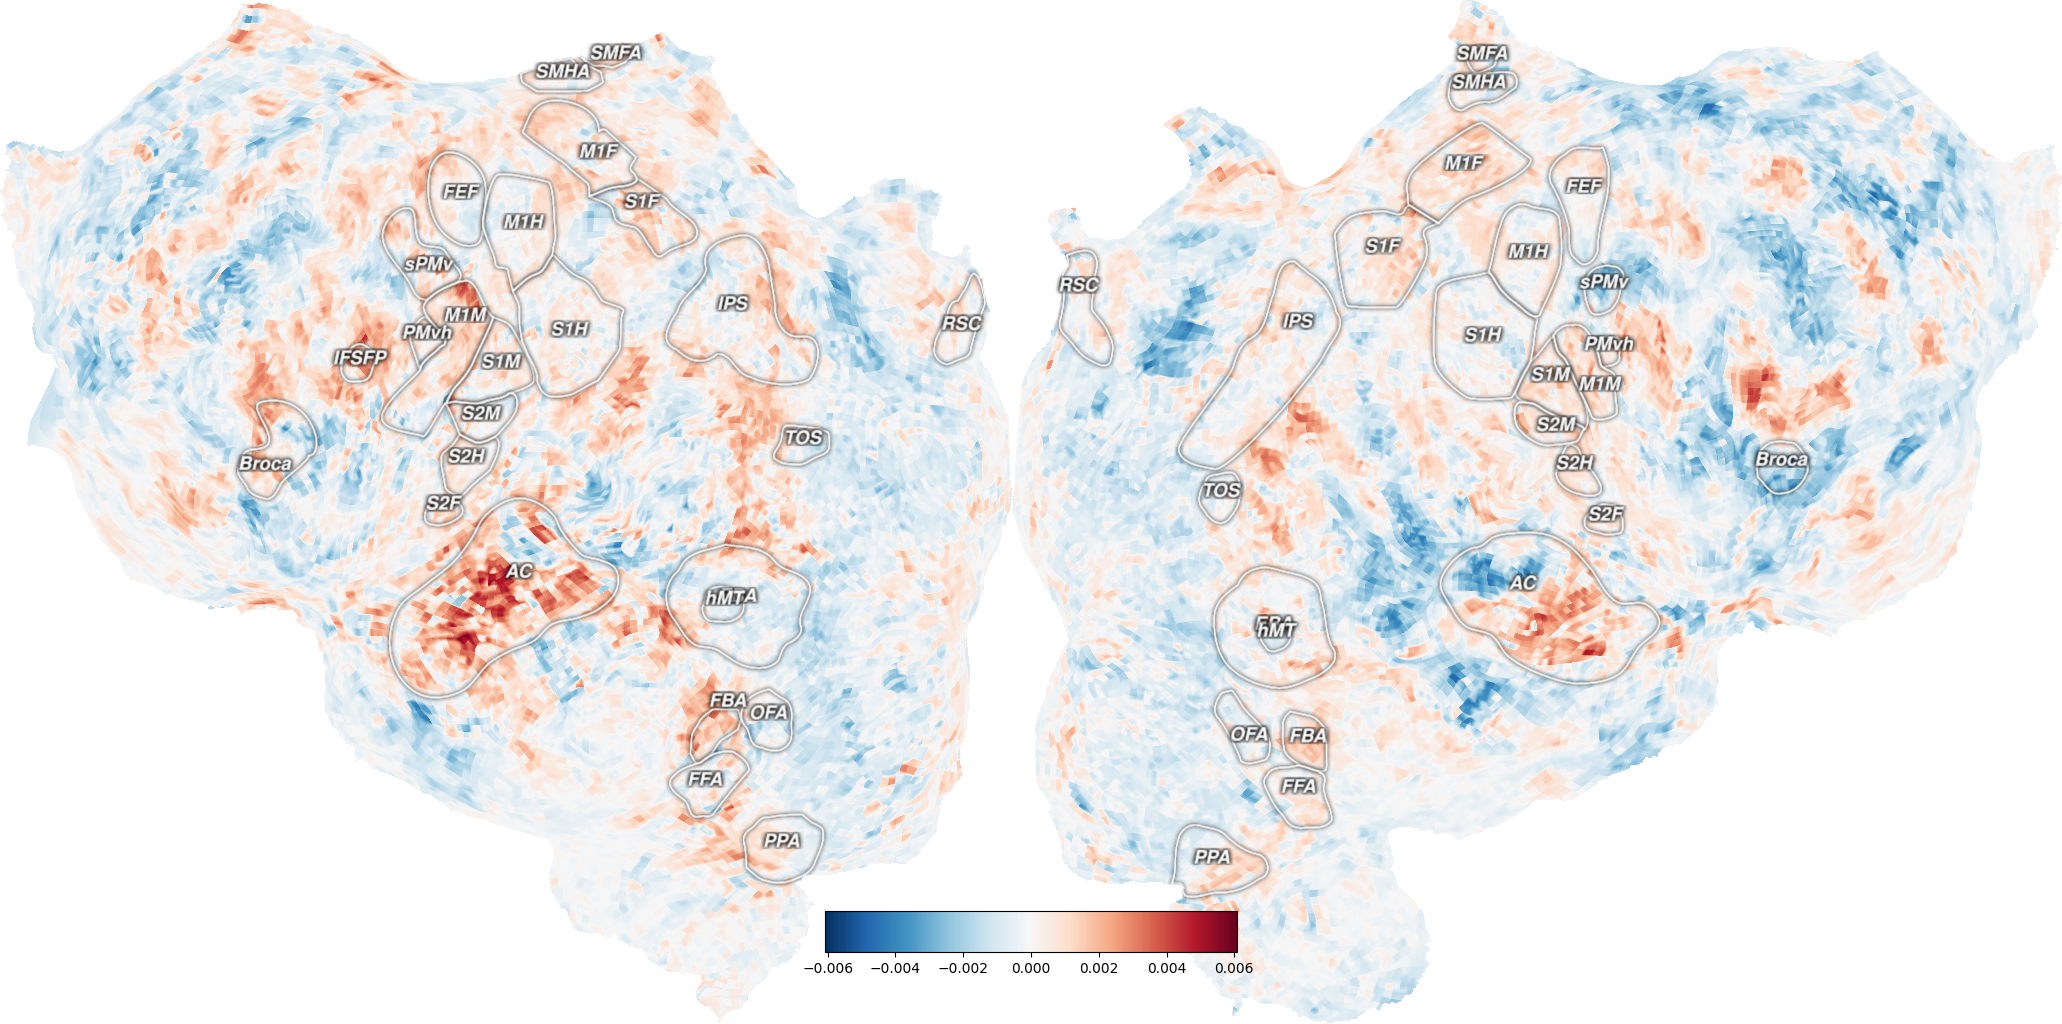 SMFA
SMHA
M1F
FEF
S1F
M1H
sPMv
IPS
M1M
RSC
PMvh
S1H
IFSFP
S1M
S2M
TOS
Broca
S2H
S2F
AC
hMT
FBA
OFA
FFA
PPA
SMFA
SMHA
M1F
FEF
S1F
M1H
RSC
sPMv
IPS
S1H
PMvh
S1M
M1M
S2M
Broca
S2H
TOS
S2F
AC
hMT
OFA
FBA
FFA
PPA
−0.006 −0.004 −0.002 0.000 0.002 0.004 0.006